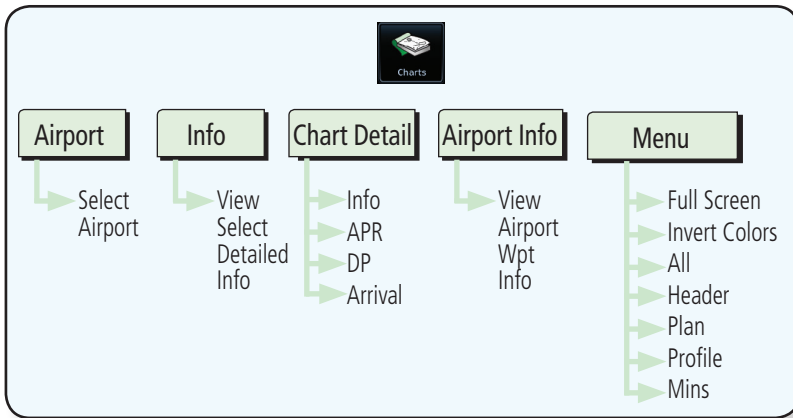 Charts
Airport
Select
Airport
Info
View
Select
Detailed
Info
Chart Detail
Info
APR
DP
Arrival
Airport Info
View
Airport
Wpt
Info
Menu
Full Screen
Invert Colors
All
Header
Plan
Profile
Mins